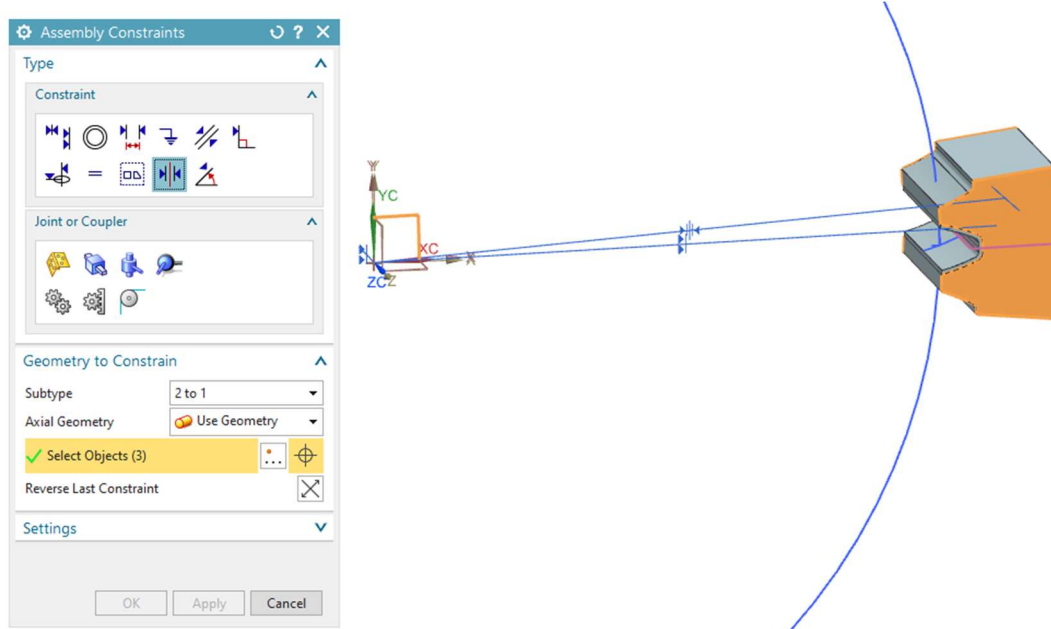 Assembly Constraints ?
Type
Constraint
Joint or Coupler
Geometry to Constrain
Subtype 2 to 1
Axial Geometry Use Geometry
Select Objects (3)
Reverse Last Constraint
Settings
OK Apply Cancel
Y
YC
XC
X
ZC Z